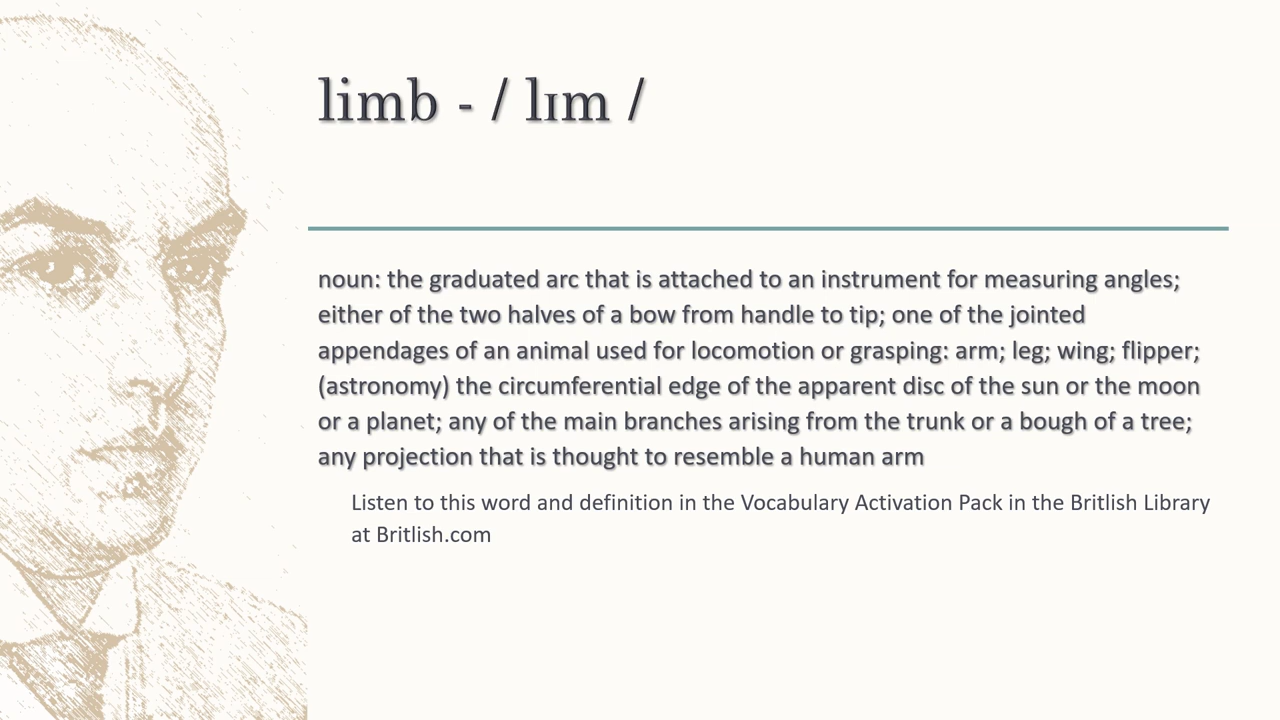 limb - / lɪm /
noun: the graduated arc that is attached to an instrument for measuring angles;
either of the two halves of a bow from handle to tip; one of the jointed
appendages of an animal used for locomotion or grasping: arm; leg; wing; flipper;
(astronomy) the circumferential edge of the apparent disc of the sun or the moon
or a planet; any of the main branches arising from the trunk or a bough of a tree;
any projection that is thought to resemble a human arm
Listen to this word and definition in the Vocabulary Activation Pack in the Britlish Library
at Britlish.com